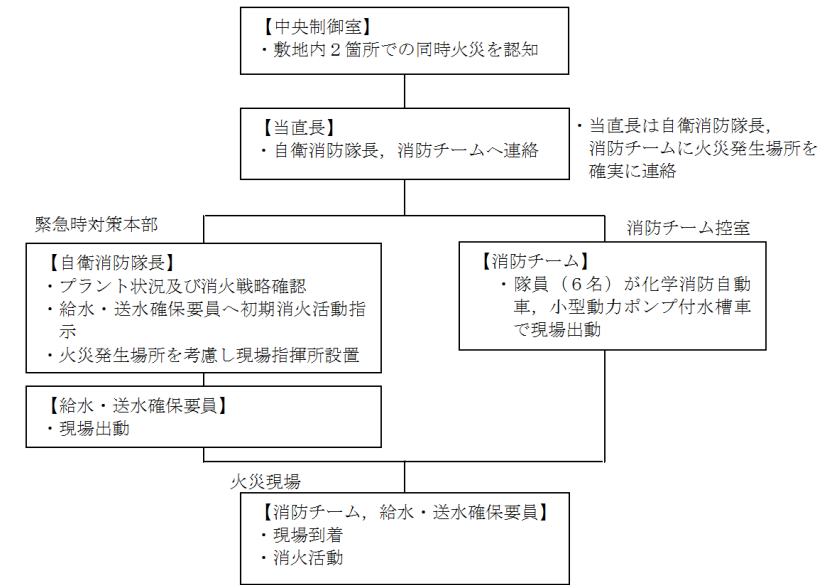 【中央制御室】
・敷地内２箇所での同時火災を認知
【当直長】
・自衛消防隊長，消防チームへ連絡
・当直長は自衛消防隊長，
消防チームに火災発生場所を
確実に連絡
緊急時対策本部
【自衛消防隊長】
・プラント状況及び消火戦略確認
・給水・送水確保要員へ初期消火活動指
示
・火災発生場所を考慮し現場指揮所設置
【給水・送水確保要員】
・現場出動
消防チーム控室
【消防チーム】
・隊員（６名）が化学消防自動
車，小型動力ポンプ付水槽車
で現場出動
火災現場
【消防チーム，給水・送水確保要員】
・現場到着
・消火活動